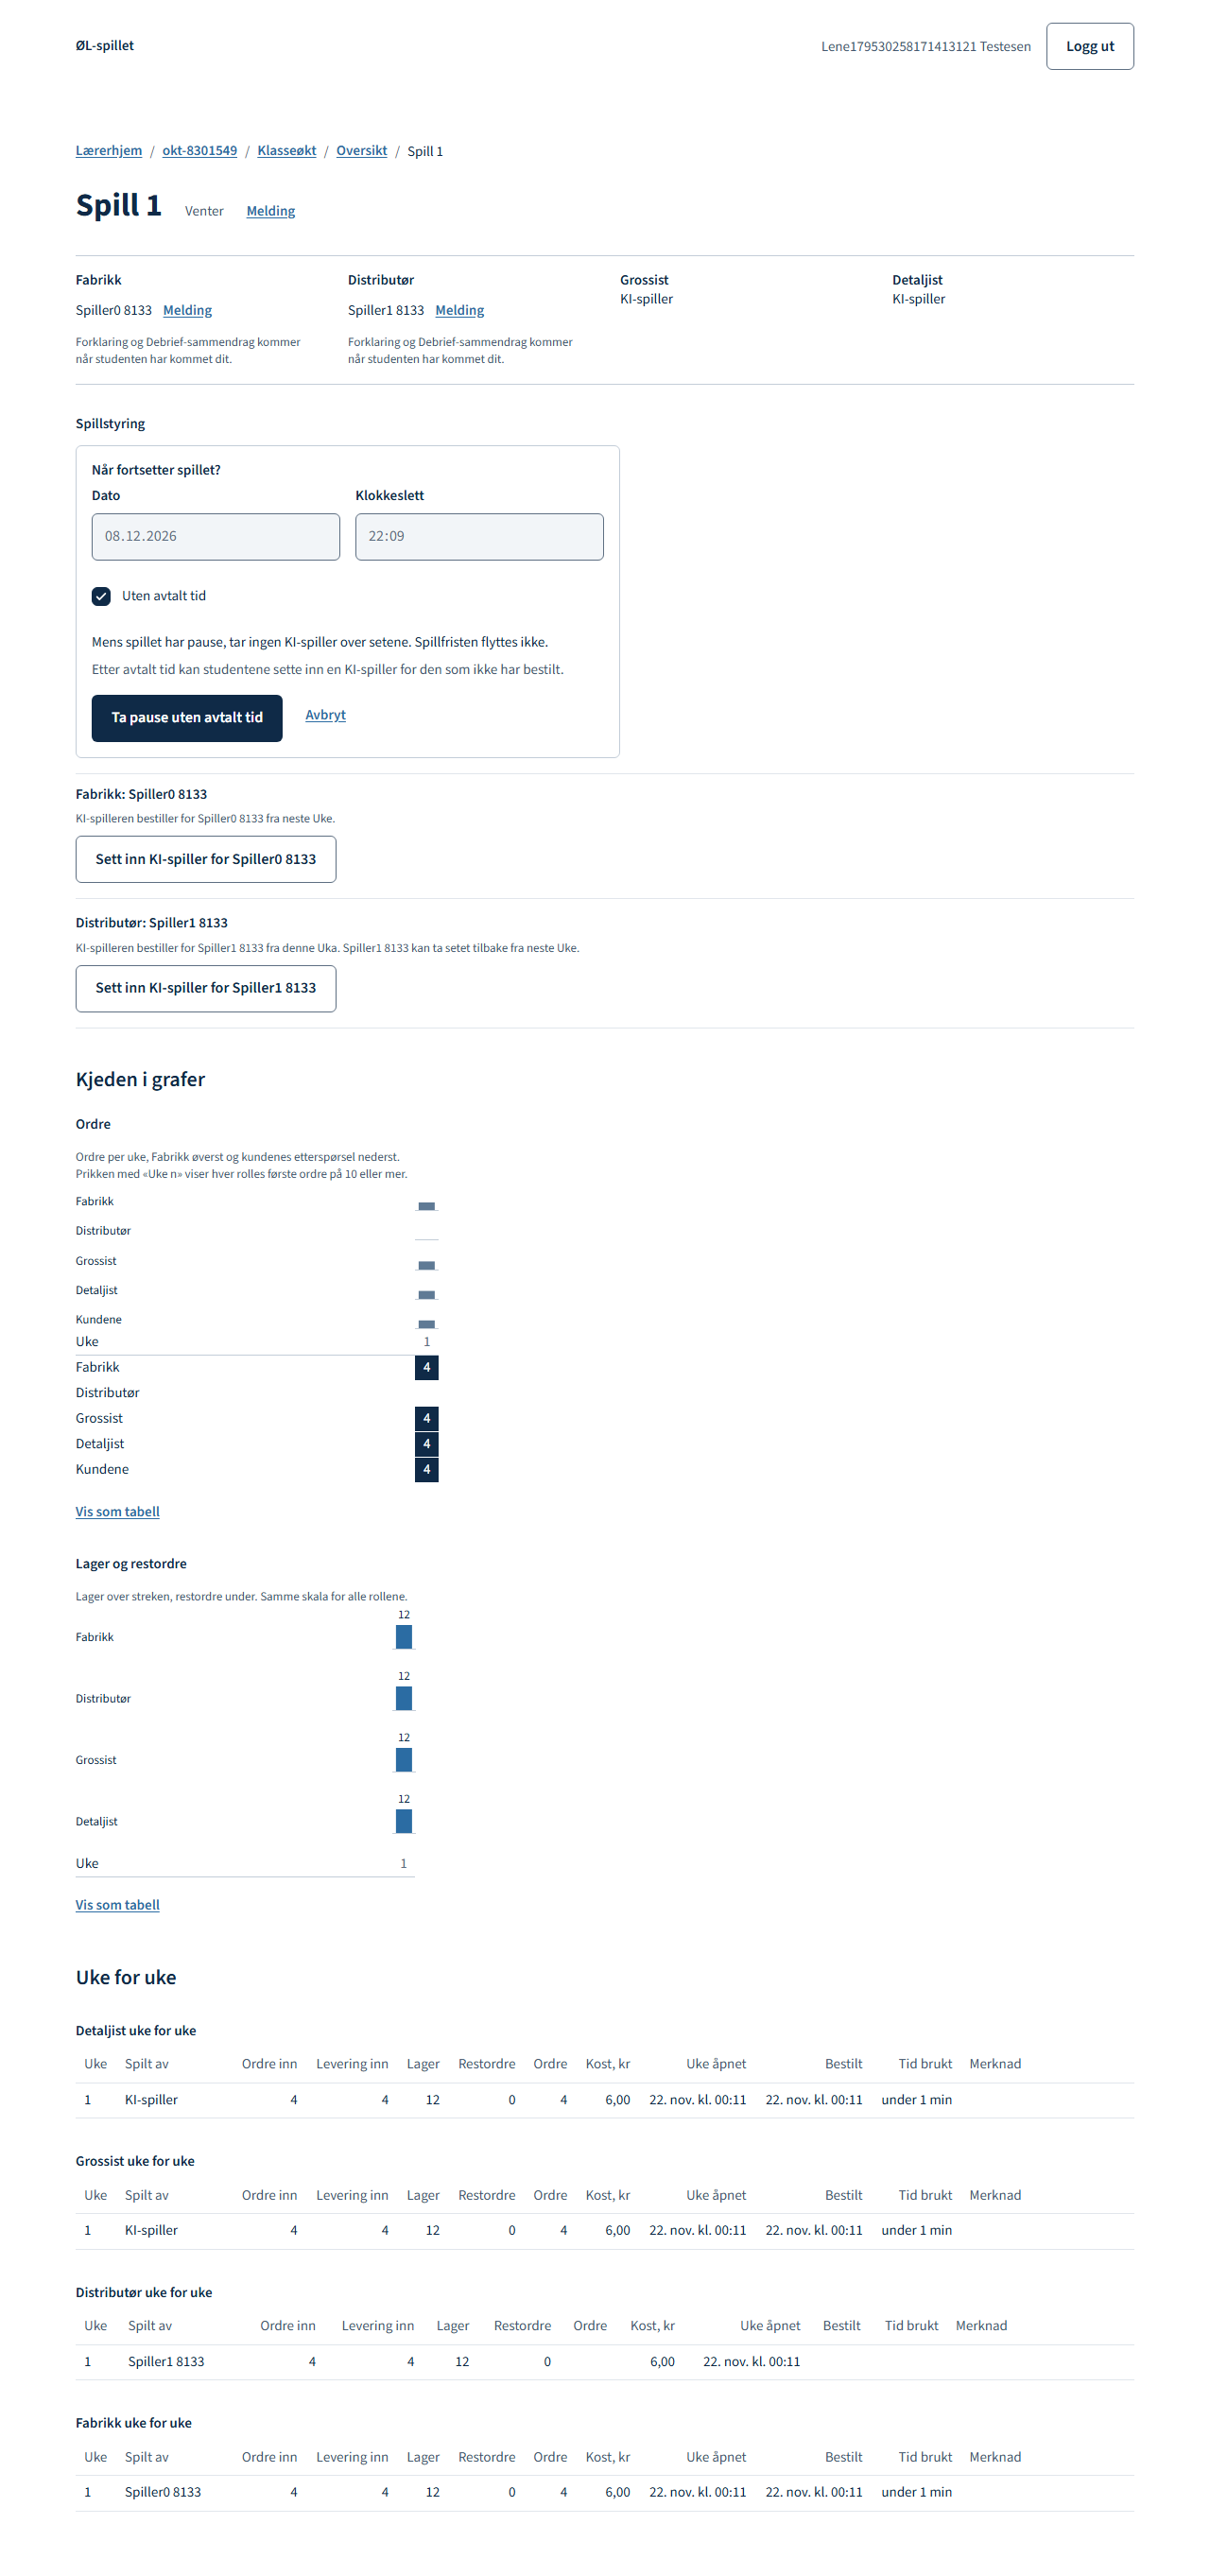 ØL-spillet
Lene179530258171413121 Testesen
Logg ut
Lærerhjem / okt-8301549 / Klasseøkt / Oversikt / Spill 1
Spill 1 Venter Melding
Fabrikk
Spiller0 8133 Melding
Forklaring og Debrief-sammendrag kommer
når studenten har kommet dit.
Distributør
Spiller1 8133 Melding
Forklaring og Debrief-sammendrag kommer
når studenten har kommet dit.
Grossist
KI-spiller
Detaljist
KI-spiller
Spillstyring
Når fortsetter spillet?
Dato Klokkeslett
08.12.2026 22:09
Uten avtalt tid
Mens spillet har pause, tar ingen KI-spiller over setene. Spillfristen flyttes ikke.
Etter avtalt tid kan studentene sette inn en KI-spiller for den som ikke har bestilt.
Ta pause uten avtalt tid Avbryt
Fabrikk: Spiller0 8133
KI-spilleren bestiller for Spiller0 8133 fra neste Uke.
Sett inn KI-spiller for Spiller0 8133
Distributør: Spiller1 8133
KI-spilleren bestiller for Spiller1 8133 fra denne Uka. Spiller1 8133 kan ta setet tilbake fra neste Uke.
Sett inn KI-spiller for Spiller1 8133
Kjeden i grafer
Ordre
Ordre per uke, Fabrikk øverst og kundenes etterspørsel nederst.
Prikken med «Uke n» viser hver rolles første ordre på 10 eller mer.
Fabrikk
Distributør
Grossist
Detaljist
Kundene
Uke 1
Fabrikk 4
Distributør
Grossist 4
Detaljist 4
Kundene 4
Vis som tabell
Lager og restordre
Lager over streken, restordre under. Samme skala for alle rollene.
12
Fabrikk
12
Distributør
12
Grossist
12
Detaljist
Uke 1
Vis som tabell
Uke for uke
Detaljist uke for uke
Uke Spilt av Ordre inn Levering inn Lager Restordre Ordre Kost, kr Uke åpnet Bestilt Tid brukt Merknad
1 KI-spiller 4 4 12 0 4 6,00 22. nov. kl. 00:11 22. nov. kl. 00:11 under 1 min
Grossist uke for uke
Uke Spilt av Ordre inn Levering inn Lager Restordre Ordre Kost, kr Uke åpnet Bestilt Tid brukt Merknad
1 KI-spiller 4 4 12 0 4 6,00 22. nov. kl. 00:11 22. nov. kl. 00:11 under 1 min
Distributør uke for uke
Uke Spilt av Ordre inn Levering inn Lager Restordre Ordre Kost, kr Uke åpnet Bestilt Tid brukt Merknad
1 Spiller1 8133 4 4 12 0 6,00 22. nov. kl. 00:11
Fabrikk uke for uke
Uke Spilt av Ordre inn Levering inn Lager Restordre Ordre Kost, kr Uke åpnet Bestilt Tid brukt Merknad
1 Spiller0 8133 4 4 12 0 4 6,00 22. nov. kl. 00:11 22. nov. kl. 00:11 under 1 min